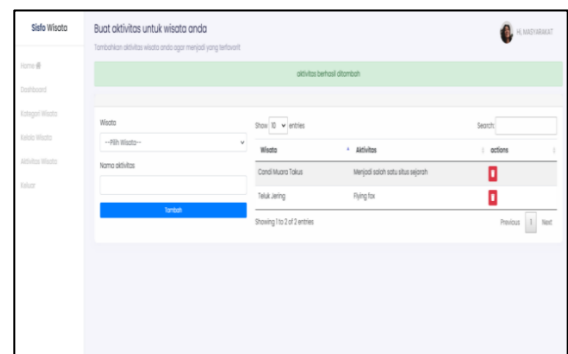 Sisfo Wisata
Home
Dashboard
Kategori Wisata
Kelola Wisata
Aktivitas Wisata
Keluar
Buat aktivitas untuk wisata anda
Tambahkan aktivitas wisata anda agar menjadi yang terfavorit
Hi, MASYARAKAT
aktivitas berhasil ditambah
Wisata
--Pilih Wisata--
Nama aktivitas
Tambah
Show 10 entries
Search:
Wisata Aktivitas actions
Candi Muara Takus Menjadi salah satu situs sejarah
Teluk Jering Flying fox
Showing 1 to 2 of 2 entries
Previous 1 Next